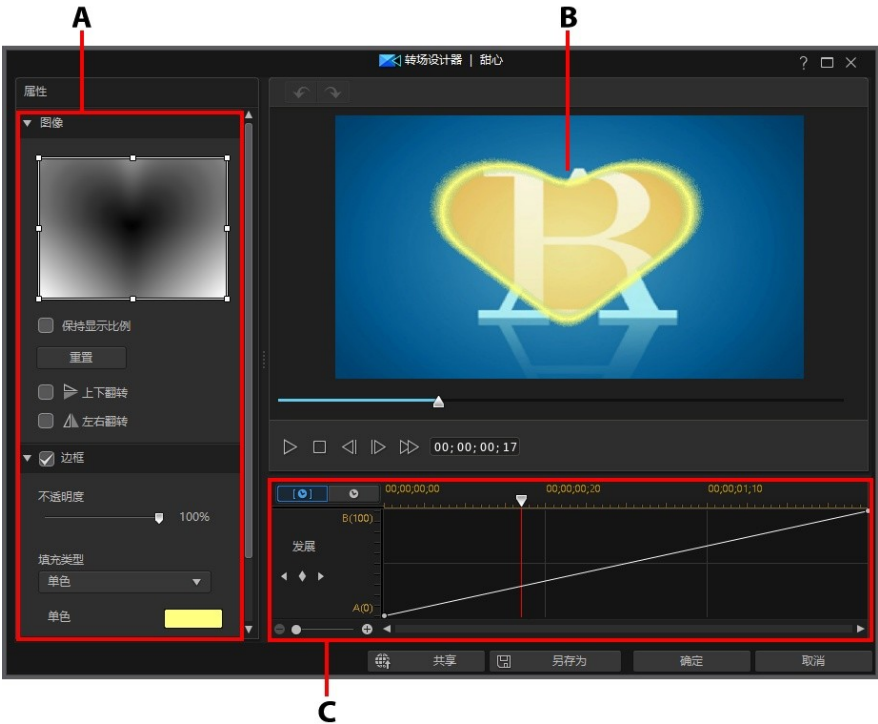 A
B
转场设计器 | 甜心
?
属性
图像
保持显示比例
重置
上下翻转
左右翻转
边框
不透明度
100%
填充类型
单色
单色
B
A
00;00;00;17
00;00;00;00
00;00;00;20
00;00;01;10
B(100)
发展
A(0)
共享
另存为
确定
取消
C